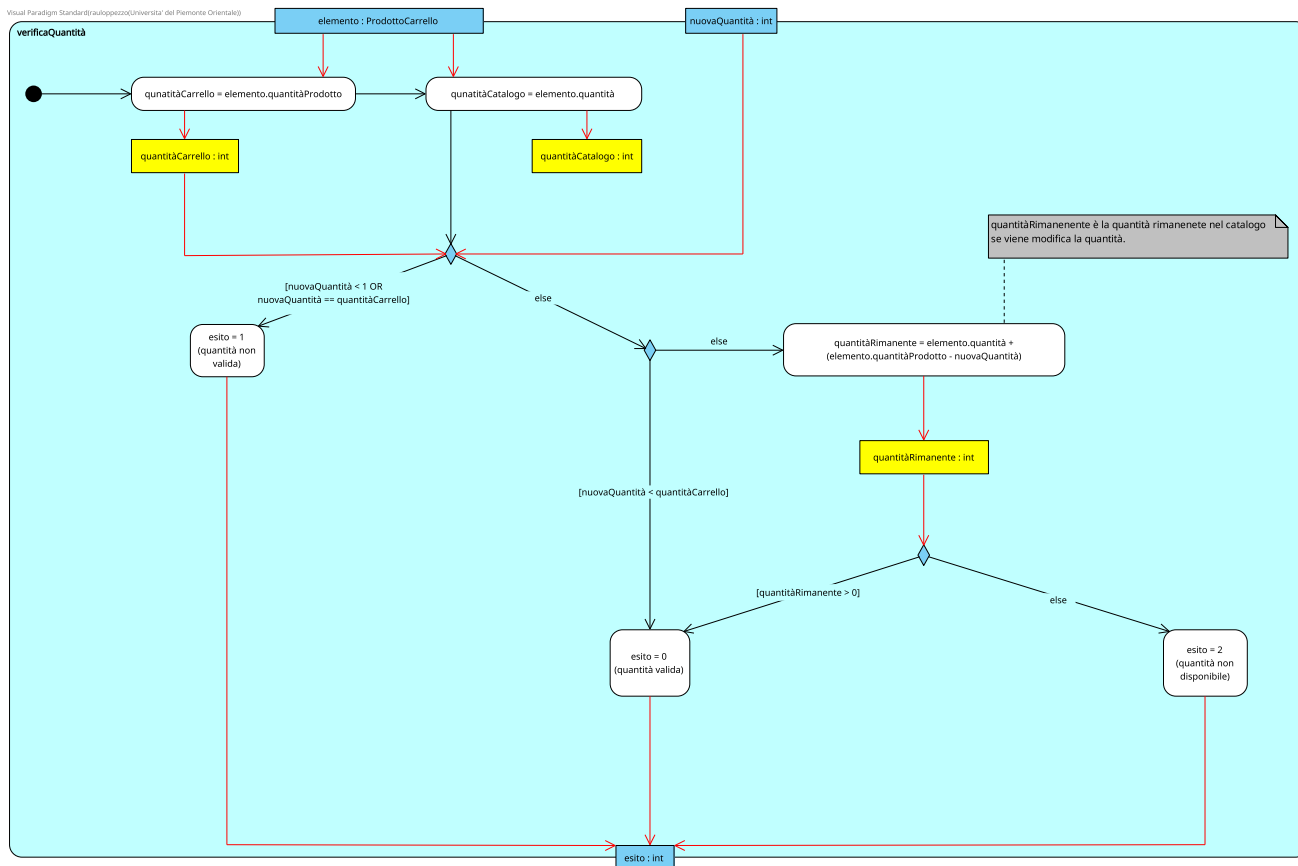 Visual Paradigm Standard(rauloppezzo(Universita' del Piemonte Orientale))
elemento : ProdottoCarrello
nuovaQuantità : int
verificaQuantità
qunatitàCarrello = elemento.quantitàProdotto
qunatitàCatalogo = elemento.quantità
quantitàCarrello : int
quantitàCatalogo : int
quantitàRimanenente è la quantità rimanenete nel catalogo
se viene modifica la quantità.
[nuovaQuantità < 1 OR
nuovaQuantità == quantitàCarrello]
else
esito = 1
(quantità non
valida)
else
quantitàRimanente = elemento.quantità +
(elemento.quantitàProdotto - nuovaQuantità)
quantitàRimanente : int
[nuovaQuantità < quantitàCarrello]
[quantitàRimanente > 0]
else
esito = 0
(quantità valida)
esito = 2
(quantità non
disponibile)
esito : int